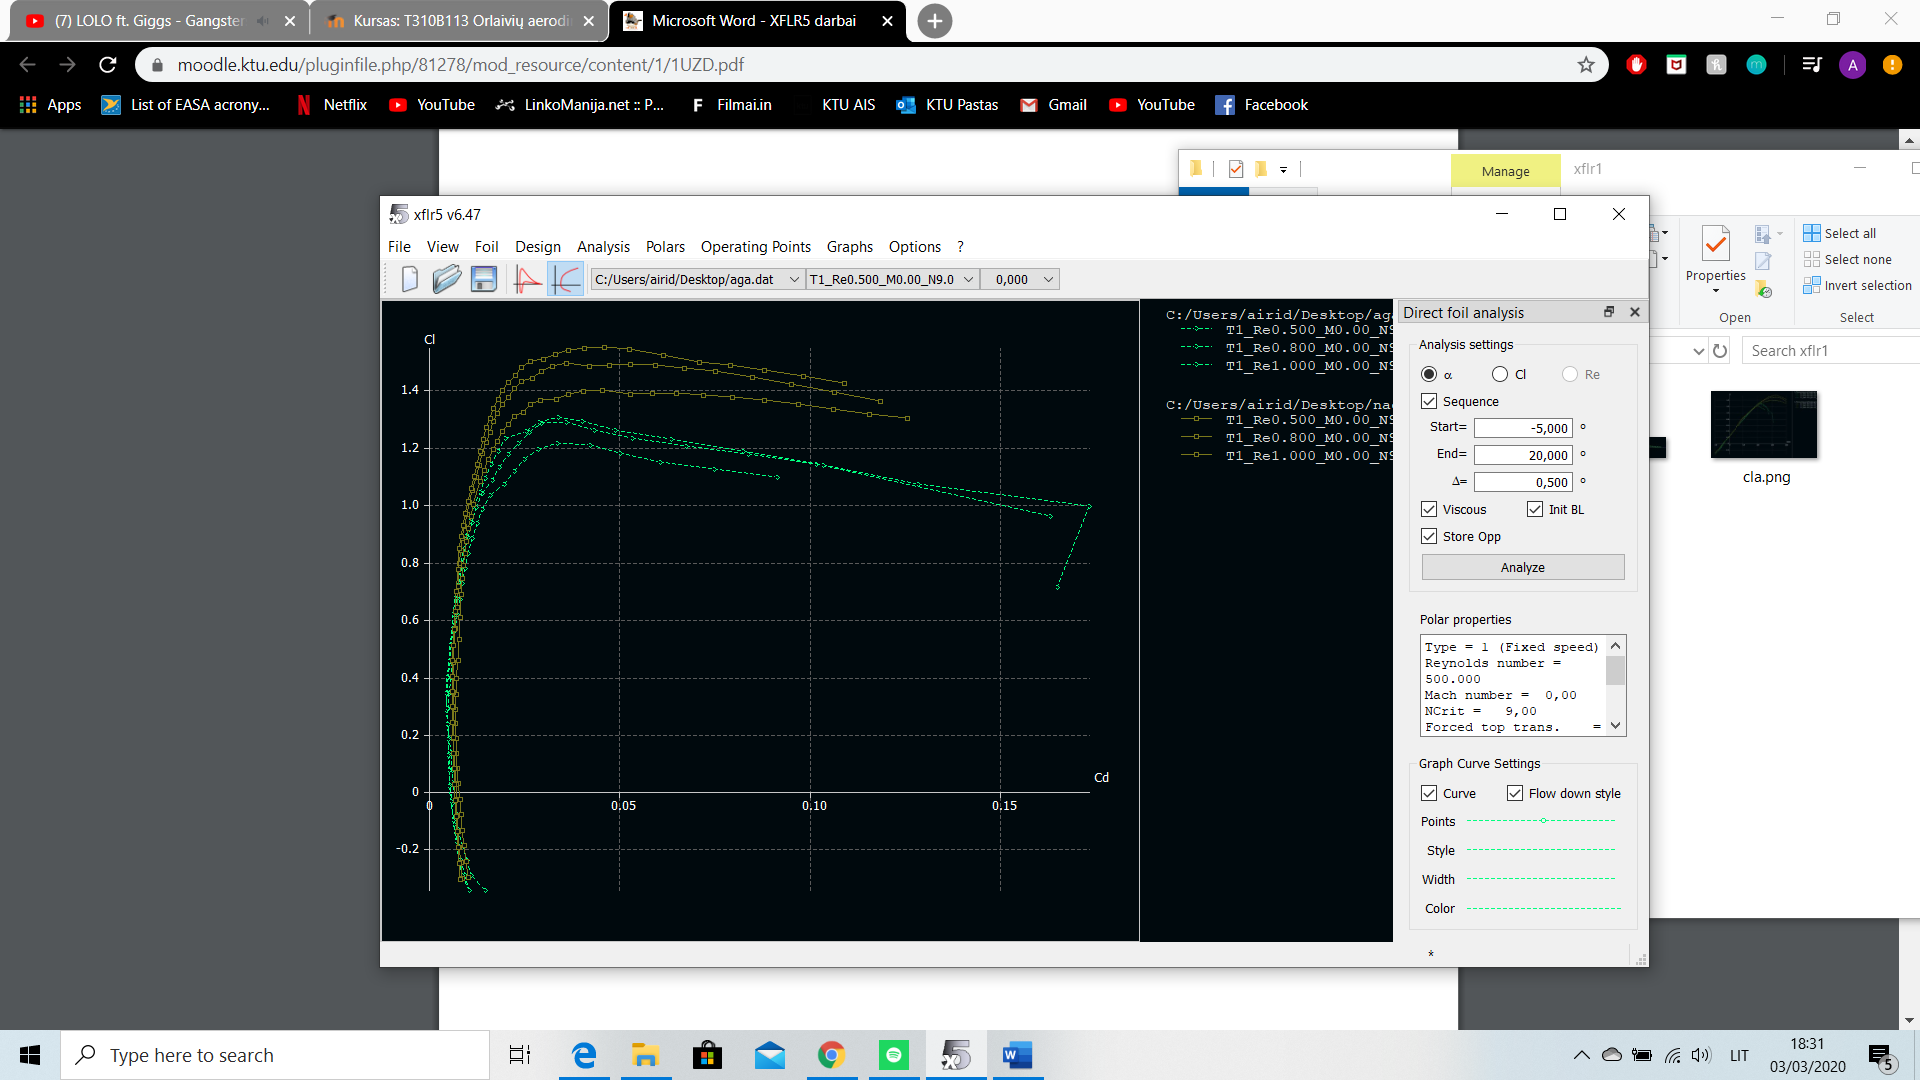 (7) LOLO ft. Giggs - Gangster
Kursas: T310B113 Orlaivių aerodi
Microsoft Word - XFLR5 darbai
moodle.ktu.edu/pluginfile.php/81278/mod_resource/content/1/1UZD.pdf
A
Apps
List of EASA acrony...
Netflix
YouTube
LinkoManija.net :: P...
Filmai.in
KTU AIS
KTU Pastas
Gmail
YouTube
Facebook
Manage
xflr1
Properties
Open
Select all
Select none
Invert selection
Select
Search xflr1
cla.png
xflr5 v6.47
File View Foil Design Analysis Polars Operating Points Graphs Options ?
C:/Users/airid/Desktop/aga.dat
T1_Re0.500_M0.00_N9.0
0,000
Cl
1.4
1.2
1.0
0.8
0.6
0.4
0.2
0
-0.2
0
0.05
0.10
0.15
Cd
C:/Users/airid/Desktop/aga
T1_Re0.500_M0.00_N9
T1_Re0.800_M0.00_N9
T1_Re1.000_M0.00_N9
C:/Users/airid/Desktop/na
T1_Re0.500_M0.00_N9
T1_Re0.800_M0.00_N9
T1_Re1.000_M0.00_N9
Direct foil analysis
Analysis settings
α Cl Re
Sequence
Start= -5,000 °
End= 20,000 °
Δ= 0,500 °
Viscous Init BL
Store Opp
Analyze
Polar properties
Type = 1 (Fixed speed)
Reynolds number =
500.000
Mach number = 0,00
NCrit = 9,00
Forced top trans. =
Graph Curve Settings
Curve Flow down style
Points
Style
Width
Color
*
Type here to search
LIT
18:31
03/03/2020
5